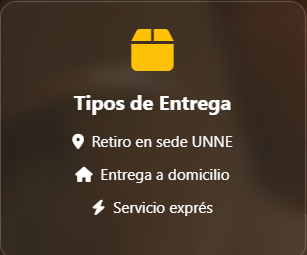 Tipos de Entrega
Retiro en sede UNNE
Entrega a domicilio
Servicio exprés